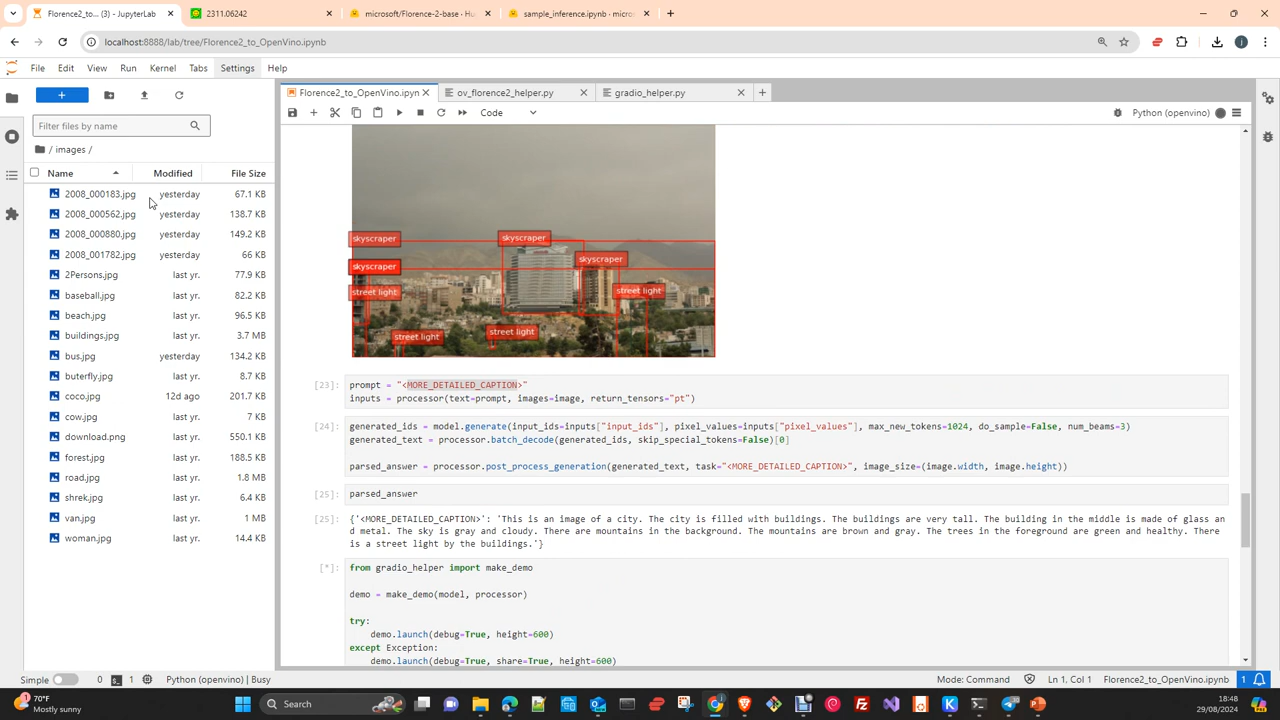 Florence2_to... (3) - JupyterLab
2311.06242
microsoft/Florence-2-base · Hu
sample_inference.ipynb · micros
localhost:8888/lab/tree/Florence2_to_OpenVino.ipynb
File Edit View Run Kernel Tabs Settings Help
Florence2_to_OpenVino.ipyn
ov_florence2_helper.py
gradio_helper.py
Code
Python (openvino)
Filter files by name
/ images /
Name Modified File Size
2008_000183.jpg yesterday 67.1 KB
2008_000562.jpg yesterday 138.7 KB
2008_000880.jpg yesterday 149.2 KB
2008_001782.jpg yesterday 66 KB
2Persons.jpg last yr. 77.9 KB
baseball.jpg last yr. 82.2 KB
beach.jpg last yr. 96.5 KB
buildings.jpg last yr. 3.7 MB
bus.jpg yesterday 134.2 KB
buterfly.jpg last yr. 8.7 KB
coco.jpg 12d ago 201.7 KB
cow.jpg last yr. 7 KB
download.png last yr. 550.1 KB
forest.jpg last yr. 188.5 KB
road.jpg last yr. 1.8 MB
shrek.jpg last yr. 6.4 KB
van.jpg last yr. 1 MB
woman.jpg last yr. 14.4 KB
skyscraper
skyscraper
skyscraper
skyscraper
street light
street light
street light
street light
[23]: prompt = "<MORE_DETAILED_CAPTION>"
inputs = processor(text=prompt, images=image, return_tensors="pt")
[24]: generated_ids = model.generate(input_ids=inputs["input_ids"], pixel_values=inputs["pixel_values"], max_new_tokens=1024, do_sample=False, num_beams=3)
generated_text = processor.batch_decode(generated_ids, skip_special_tokens=False)[0]
parsed_answer = processor.post_process_generation(generated_text, task="<MORE_DETAILED_CAPTION>", image_size=(image.width, image.height))
[25]: parsed_answer
[25]: {'<MORE_DETAILED_CAPTION>': 'This is an image of a city. The city is filled with buildings. The buildings are very tall. The building in the middle is made of glass an
d metal. The sky is gray and cloudy. There are mountains in the background. The mountains are brown and gray. The trees in the foreground are green and healthy. There
is a street light by the buildings.'}
[*]: from gradio_helper import make_demo
demo = make_demo(model, processor)
try:
demo.launch(debug=True, height=600)
except Exception:
demo.launch(debug=True, share=True, height=600)
Simple 0 1 Python (openvino) | Busy
Mode: Command Ln 1, Col 1 Florence2_to_OpenVino.ipynb 1
70°F
Mostly sunny
Search
18:48
29/08/2024